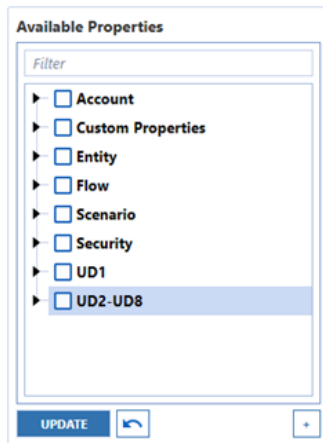 Available Properties
Filter
Account
Custom Properties
Entity
Flow
Scenario
Security
UD1
UD2-UD8
UPDATE
+